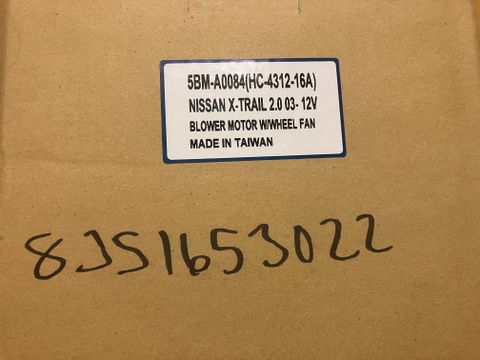 5BM-A0084(HC-4312-16A)
NISSAN X-TRAIL 2.0 03- 12V
BLOWER MOTOR W/WHEEL FAN
MADE IN TAIWAN
8JS1653022